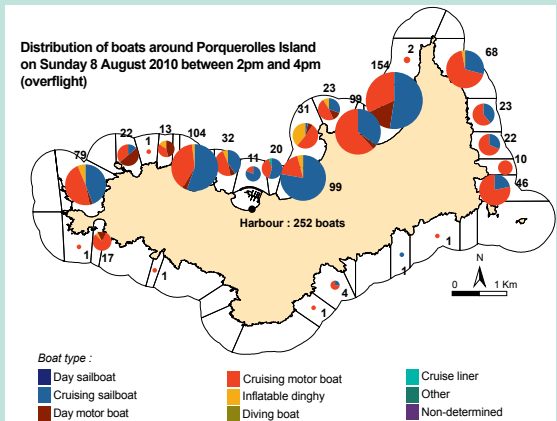 Distribution of boats around Porquerolles Island
on Sunday 8 August 2010 between 2pm and 4pm
(overflight)
154
2
68
99
23
31
23
22
13
1
104
32
20
11
99
79
22
10
46
Harbour : 252 boats
1
17
1
1
1
4
1
N
0 1 Km
Boat type :
Day sailboat
Cruising sailboat
Day motor boat
Cruising motor boat
Inflatable dinghy
Diving boat
Cruise liner
Other
Non-determined